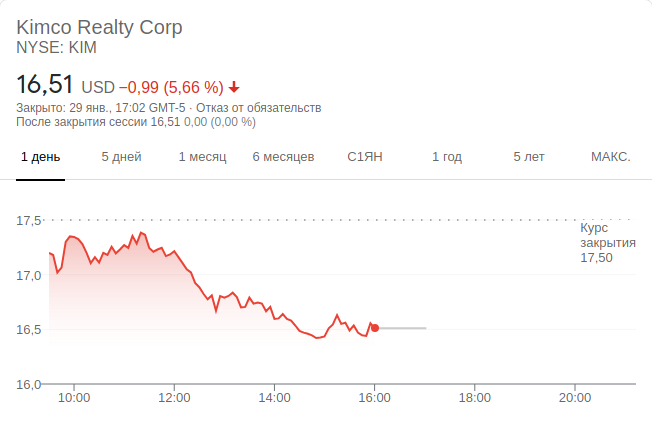 Kimco Realty Corp
NYSE: KIM
16,51 USD −0,99 (5,66 %)
Закрыто: 29 янв., 17:02 GMT-5 · Отказ от обязательств
После закрытия сессии 16,51 0,00 (0,00 %)
1 день 5 дней 1 месяц 6 месяцев С1ЯН 1 год 5 лет МАКС.
17,5
Курс
закрытия
17,50
17,0
16,5
16,0
10:00 12:00 14:00 16:00 18:00 20:00